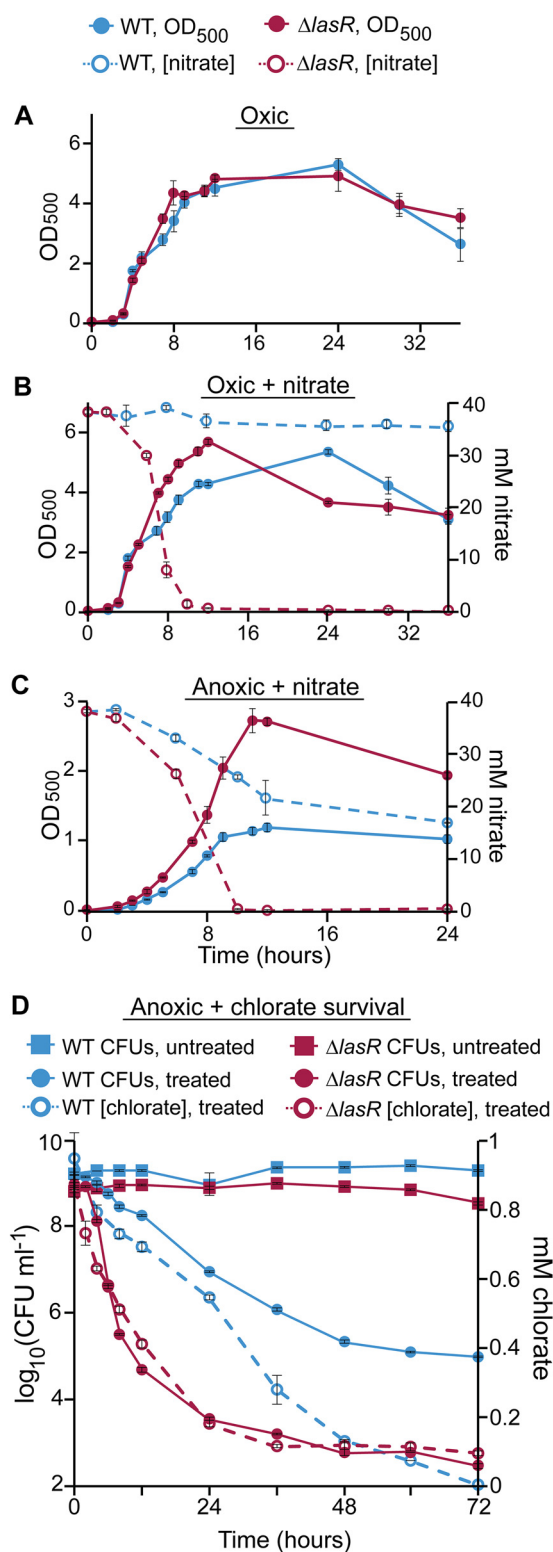 WT, OD500 ΔlasR, OD500
WT, [nitrate] ΔlasR, [nitrate]
A
Oxic
6
4
2
0
OD500
0 8 16 24 32
B
Oxic + nitrate
6
4
2
0
OD500
40
30
20
10
0
mM nitrate
0 8 16 24 32
C
Anoxic + nitrate
3
2
1
0
OD500
40
30
20
10
0
mM nitrate
0 8 16 24
Time (hours)
D
Anoxic + chlorate survival
WT CFUs, untreated ΔlasR CFUs, untreated
WT CFUs, treated ΔlasR CFUs, treated
WT [chlorate], treated ΔlasR [chlorate], treated
10
8
6
4
2
log10(CFU ml-1)
1
0.8
0.6
0.4
0.2
0
mM chlorate
0 12 24 36 48 60 72
Time (hours)